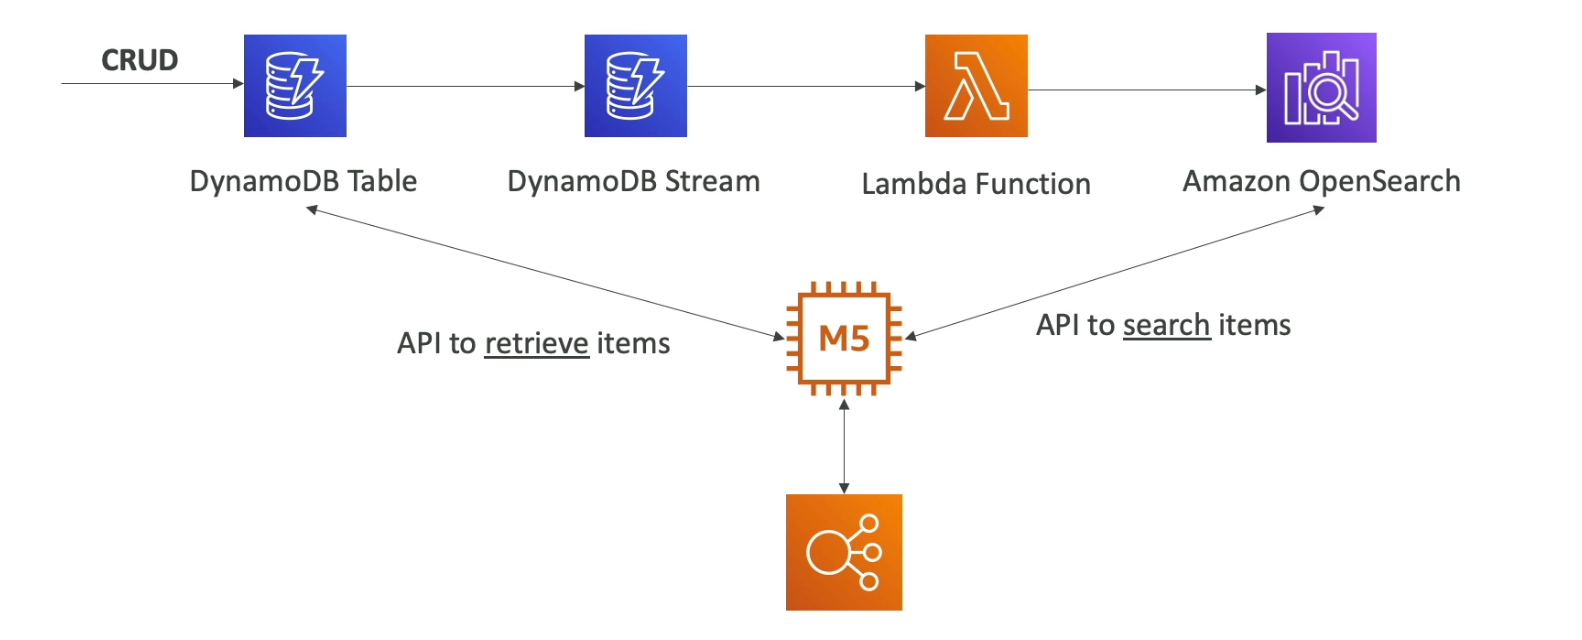 CRUD
DynamoDB Table
DynamoDB Stream
Lambda Function
Amazon OpenSearch
API to retrieve items
M5
API to search items